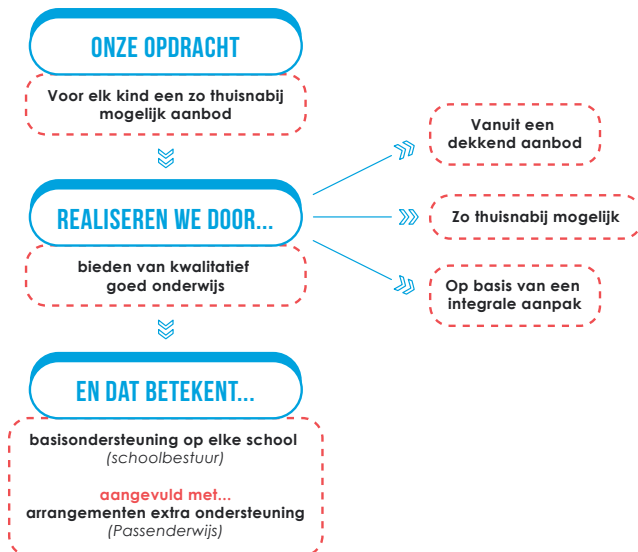 ONZE OPDRACHT
Voor elk kind een zo thuisnabij
mogelijk aanbod
REALISEREN WE DOOR...
bieden van kwalitatief
goed onderwijs
Vanuit een
dekkend aanbod
Zo thuisnabij mogelijk
Op basis van een
integrale aanpak
EN DAT BETEKENT...
basisondersteuning op elke school
(schoolbestuur)
aangevuld met...
arrangementen extra ondersteuning
(Passenderwijs)